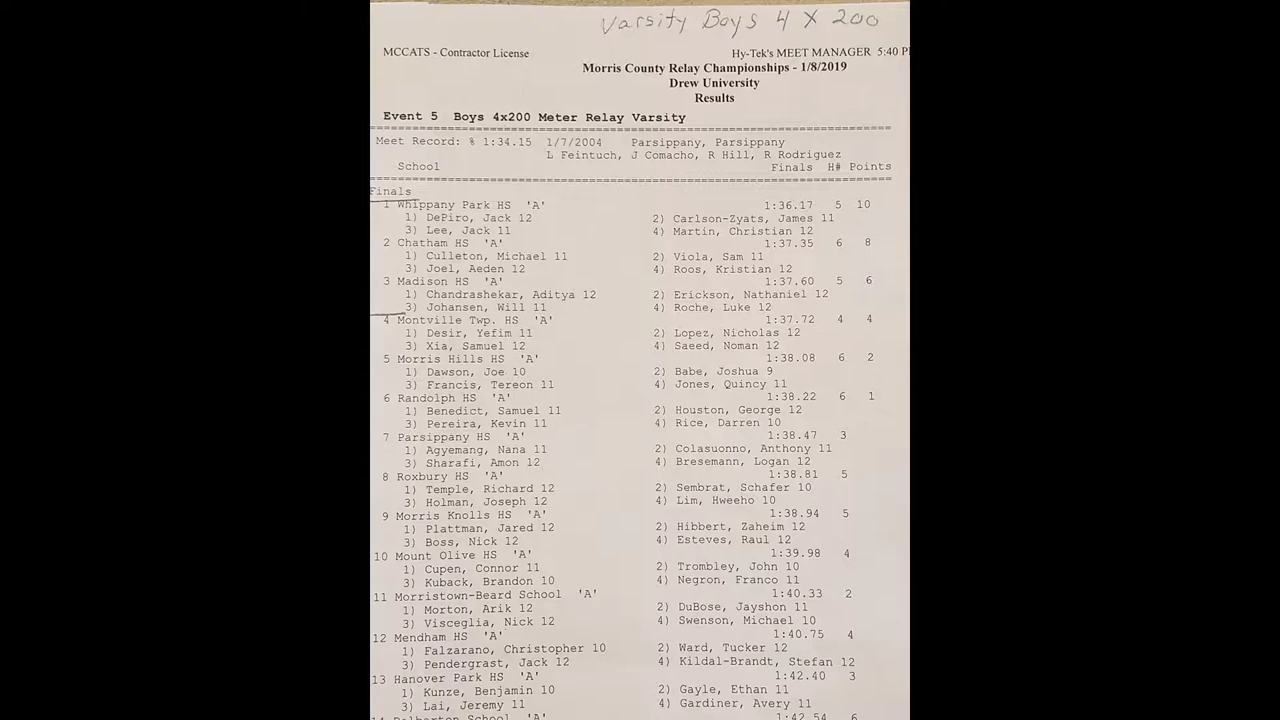 Varsity Boys 4 X 200
MCCATS - Contractor License Hy-Tek's MEET MANAGER 5:40 P
Morris County Relay Championships - 1/8/2019
Drew University
Results
Event 5 Boys 4x200 Meter Relay Varsity
Meet Record: % 1:34.15 1/7/2004 Parsippany, Parsippany
L Feintuch, J Comacho, R Hill, R Rodriguez
School Finals H# Points
Finals
1 Whippany Park HS 'A' 1:36.17 5 10
1) DePiro, Jack 12 2) Carlson-Zyats, James 11
3) Lee, Jack 11 4) Martin, Christian 12
2 Chatham HS 'A' 1:37.35 6 8
1) Culleton, Michael 11 2) Viola, Sam 11
3) Joel, Aeden 12 4) Roos, Kristian 12
3 Madison HS 'A' 1:37.60 5 6
1) Chandrashekar, Aditya 12 2) Erickson, Nathaniel 12
3) Johansen, Will 11 4) Roche, Luke 12
4 Montville Twp. HS 'A' 1:37.72 4 4
1) Desir, Yefim 11 2) Lopez, Nicholas 12
3) Xia, Samuel 12 4) Saeed, Noman 12
5 Morris Hills HS 'A' 1:38.08 6 2
1) Dawson, Joe 10 2) Babe, Joshua 9
3) Francis, Tereon 11 4) Jones, Quincy 11
6 Randolph HS 'A' 1:38.22 6 1
1) Benedict, Samuel 11 2) Houston, George 12
3) Pereira, Kevin 11 4) Rice, Darren 10
7 Parsippany HS 'A' 1:38.47 3
1) Agyemang, Nana 11 2) Colasuonno, Anthony 11
3) Sharafi, Amon 12 4) Bresemann, Logan 12
8 Roxbury HS 'A' 1:38.81 5
1) Temple, Richard 12 2) Sembrat, Schafer 10
3) Holman, Joseph 12 4) Lim, Hweeho 10
9 Morris Knolls HS 'A' 1:38.94 5
1) Plattman, Jared 12 2) Hibbert, Zaheim 12
3) Boss, Nick 12 4) Esteves, Raul 12
10 Mount Olive HS 'A' 1:39.98 4
1) Cupen, Connor 11 2) Trombley, John 10
3) Kuback, Brandon 10 4) Negron, Franco 11
11 Morristown-Beard School 'A' 1:40.33 2
1) Morton, Arik 12 2) DuBose, Jayshon 11
3) Visceglia, Nick 12 4) Swenson, Michael 10
12 Mendham HS 'A' 1:40.75 4
1) Falzarano, Christopher 10 2) Ward, Tucker 12
3) Pendergrast, Jack 12 4) Kildal-Brandt, Stefan 12
13 Hanover Park HS 'A' 1:42.40 3
1) Kunze, Benjamin 10 2) Gayle, Ethan 11
3) Lai, Jeremy 11 4) Gardiner, Avery 11
14 Delbarton School 'A' 1:42.54 6